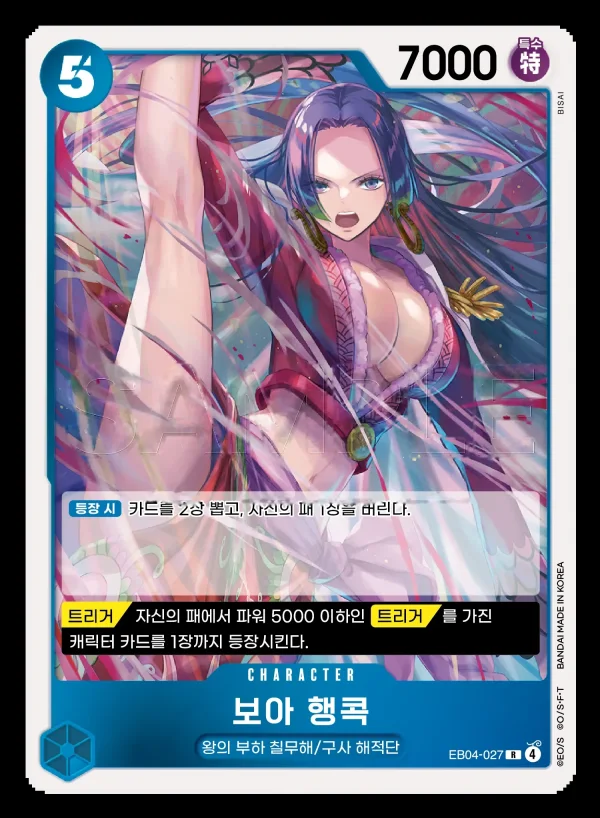 5
7000
특수
特
BISAI
SAMPLE
등장 시 카드를 2장 뽑고, 자신의 패 1장을 버린다.
트리거 자신의 패에서 파워 5000 이하인 트리거 를 가진
캐릭터 카드를 1장까지 등장시킨다.
CHARACTER
보아 행콕
왕의 부하 칠무해/구사 해적단
EB04-027 R 4
©EO/S ©O/S·F·T BANDAI MADE IN KOREA